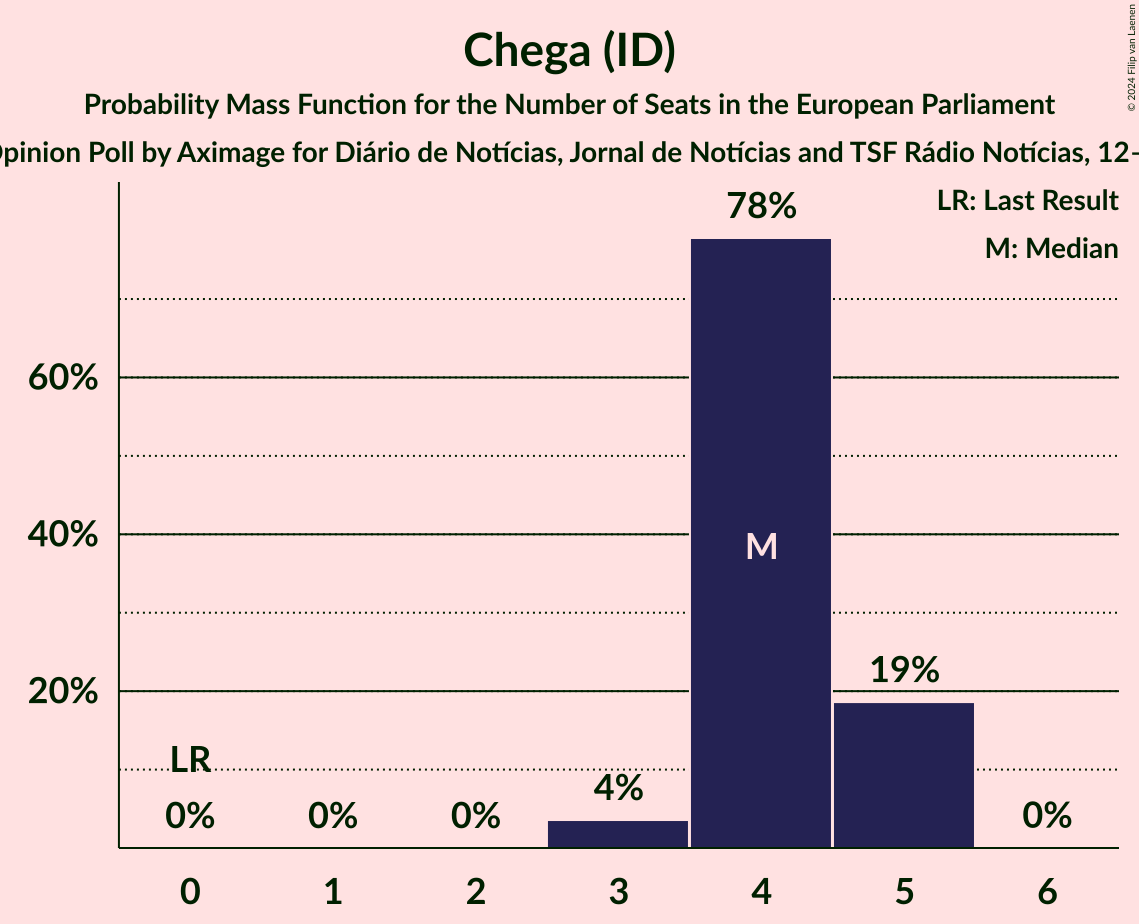 Chega (ID)
Probability Mass Function for the Number of Seats in the European Parliament
pinion Poll by Aximage for Diário de Notícias, Jornal de Notícias and TSF Rádio Notícias, 12–
© 2024 Filip van Laenen
LR: Last Result
M: Median
78%
60%
40%
M
19%
20%
LR
4%
0%
0%
0%
0%
0
1
2
3
4
5
6